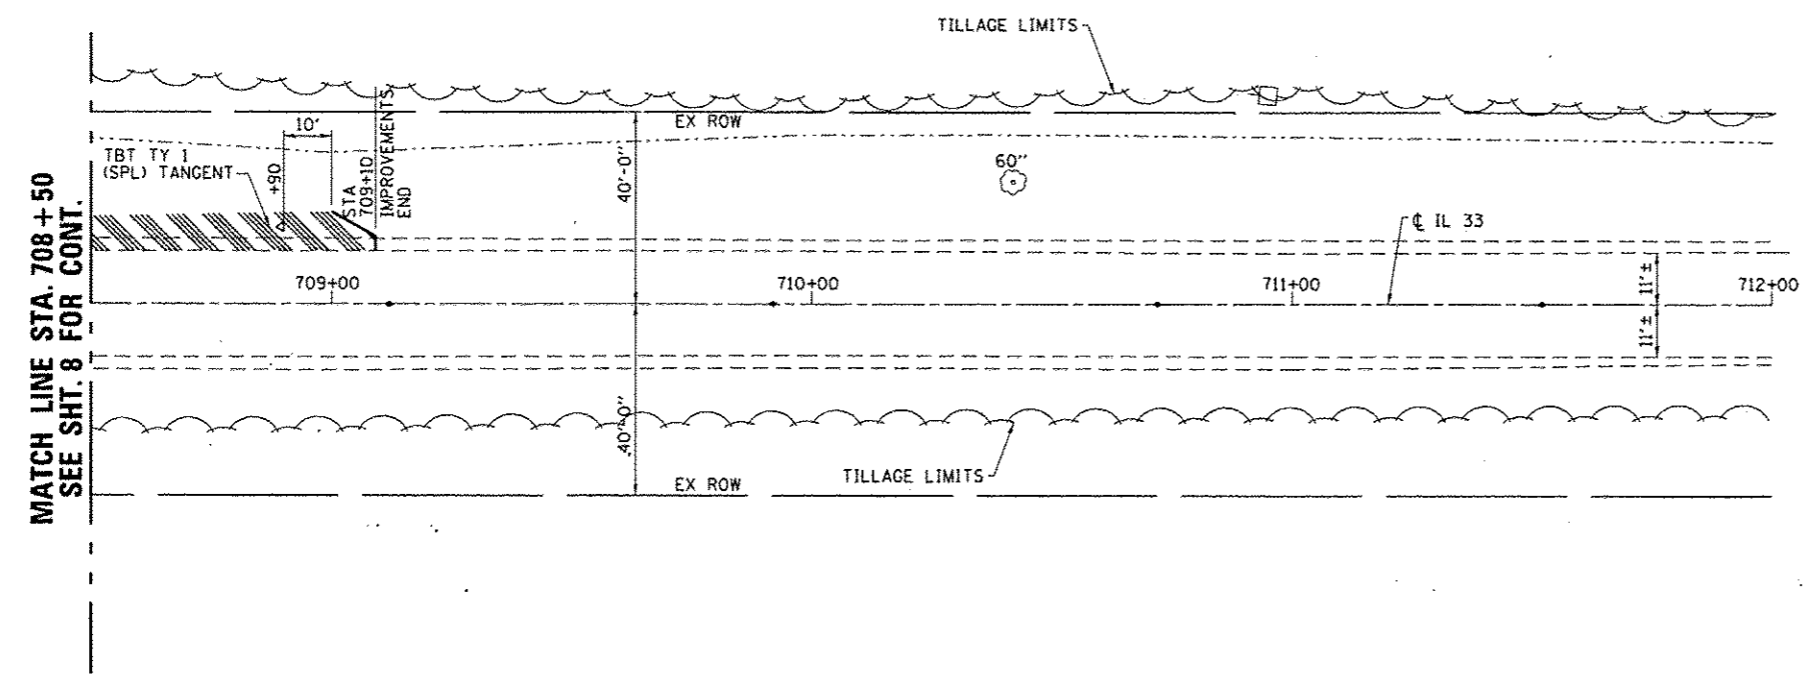 TILLAGE LIMITS
EX ROW
10'
TBT TY 1
(SPL) TANGENT
+90
STA
709+10
IMPROVEMENTS
END
40'-0"
60"
℄ IL 33
MATCH LINE STA. 708+50
SEE SHT. 8 FOR CONT.
709+00
710+00
711+00
712+00
11'±
11'±
40'-0"
TILLAGE LIMITS
EX ROW